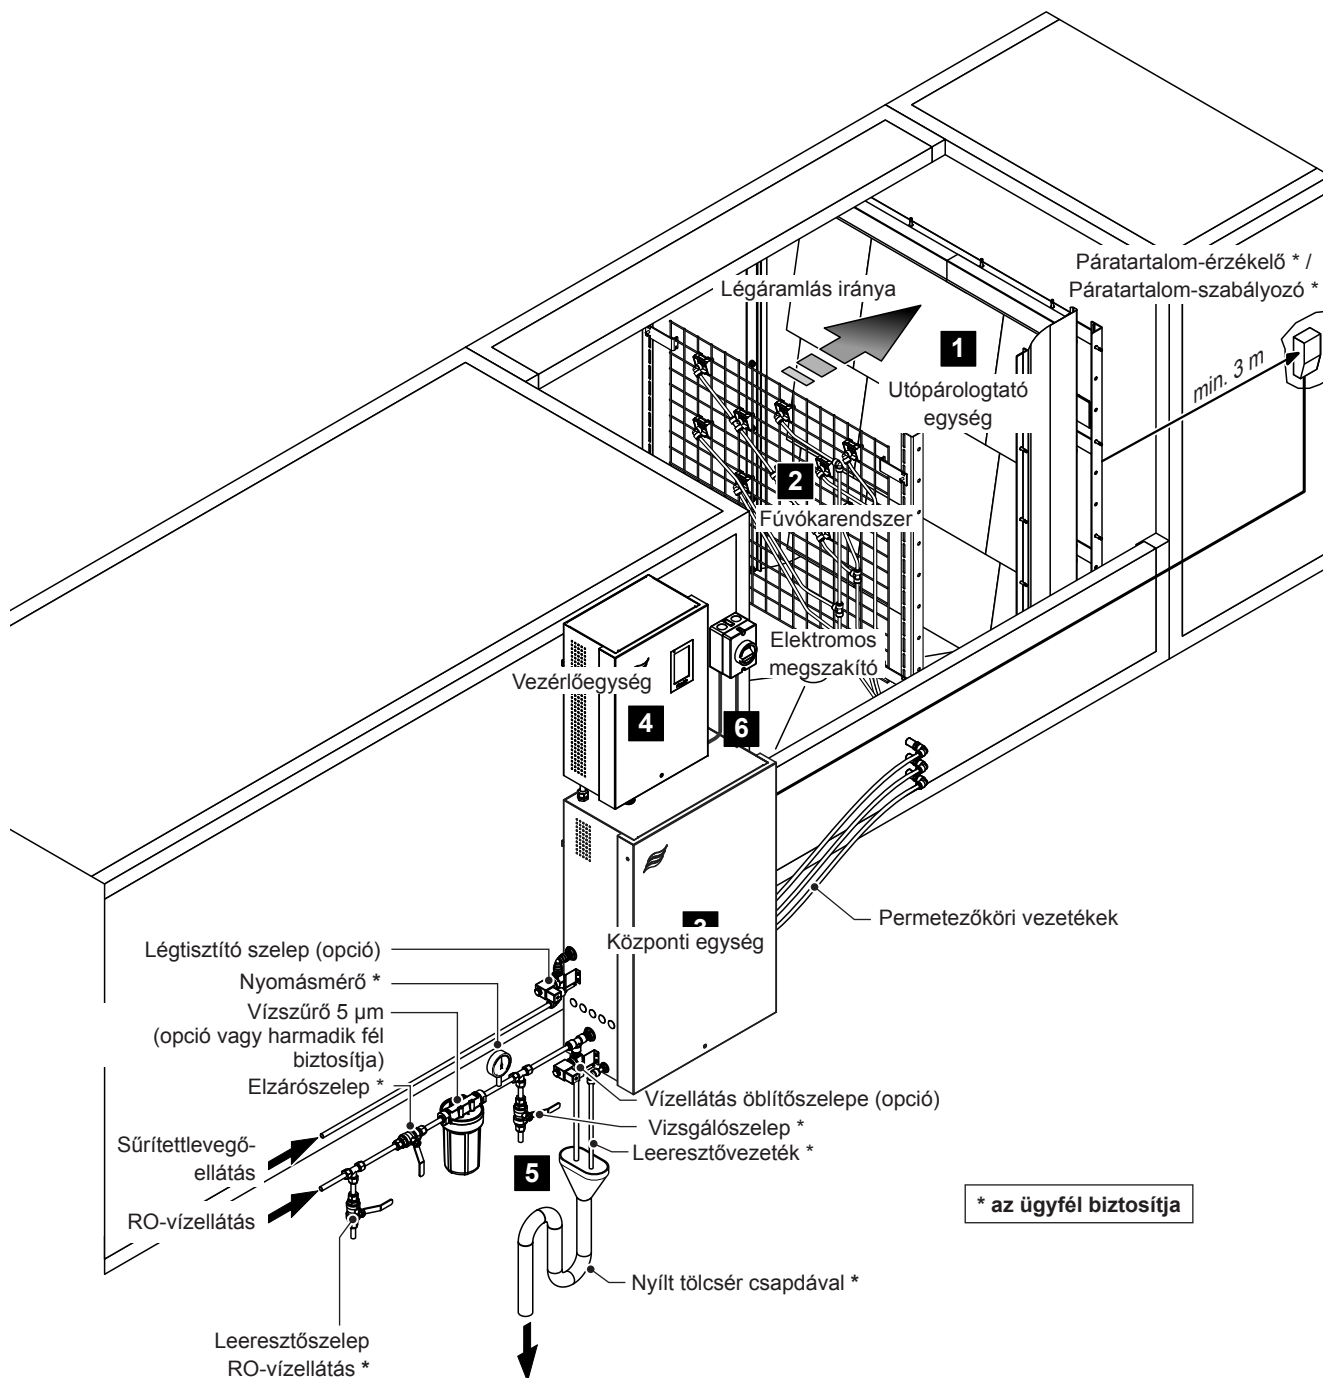 Páratartalom-érzékelő * /
Páratartalom-szabályozó *
Légáramlás iránya
1
Utópárologtató
egység
min. 3 m
2
Fúvókarendszer
Elektromos
megszakító
Vezérlőegység
4
6
3
Központi egység
Permetezőköri vezetékek
Légtisztító szelep (opció)
Nyomásmérő *
Vízszűrő 5 µm
(opció vagy harmadik fél
biztosítja)
Elzárószelep *
Vízellátás öblítőszelepe (opció)
Vizsgálószelep *
Leeresztővezeték *
Sűrítettlevegő-
ellátás
5
RO-vízellátás
* az ügyfél biztosítja
Nyílt tölcsér csapdával *
Leeresztőszelep
RO-vízellátás *